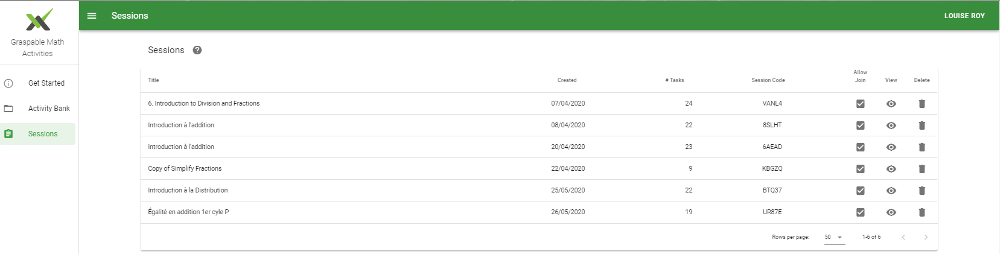 Sessions
LOUISE ROY
Graspable Math
Activities
Get Started
Activity Bank
Sessions
Sessions ?
Title Created # Tasks Session Code Allow Join View Delete
6. Introduction to Division and Fractions 07/04/2020 24 VANL4
Introduction à l'addition 08/04/2020 22 8SLHT
Introduction à l'addition 20/04/2020 23 6AEAD
Copy of Simplify Fractions 22/04/2020 9 KBGZQ
Introduction à la Distribution 25/05/2020 22 BTQ37
Égalité en addition 1er cyle P 26/05/2020 19 UR87E
Rows per page: 50 1-6 of 6